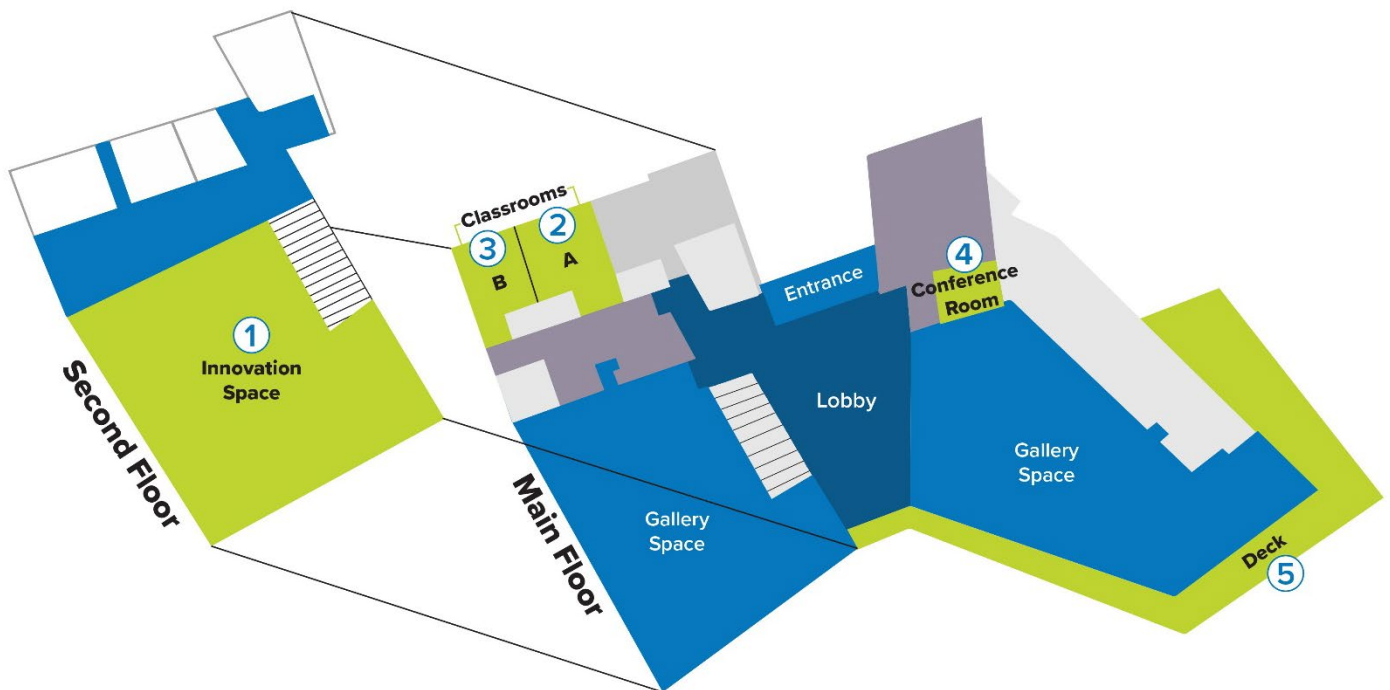 Second Floor
1
Innovation
Space
Main Floor
Classrooms
3
2
B
A
Entrance
Lobby
Gallery
Space
4
Conference
Room
Gallery
Space
Deck
5